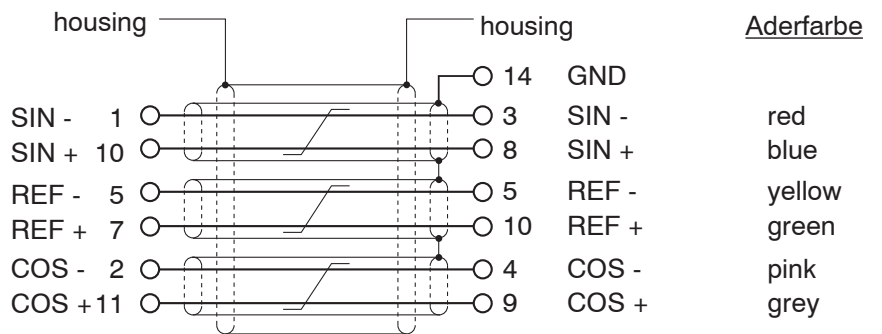 housing housing Aderfarbe
14 GND
SIN - 1 3 SIN - red
SIN + 10 8 SIN + blue
REF - 5 5 REF - yellow
REF + 7 10 REF + green
COS - 2 4 COS - pink
COS + 11 9 COS + grey